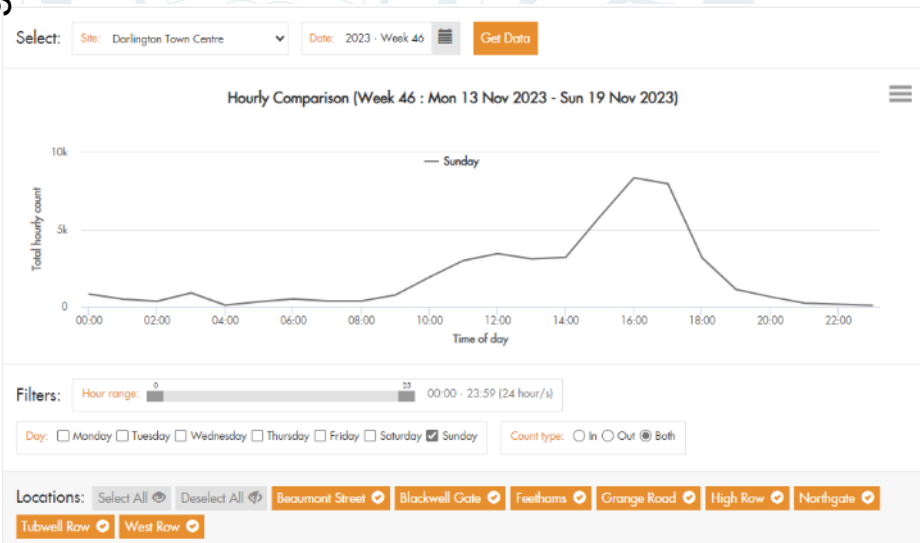 Select: Site: Darlington Town Centre Date: 2023 - Week 46 Get Data
Hourly Comparison (Week 46 : Mon 13 Nov 2023 - Sun 19 Nov 2023)
10k
Sunday
5k
0
Total hourly count
00:00 02:00 04:00 06:00 08:00 10:00 12:00 14:00 16:00 18:00 20:00 22:00
Time of day
0 23
Filters: Hour range: 00:00 - 23:59 (24 hour/s)
Day: Monday Tuesday Wednesday Thursday Friday Saturday Sunday Count type: In Out Both
Locations: Select All Deselect All Beaumont Street Blackwell Gate Feethams Grange Road High Row Northgate
Tubwell Row West Row